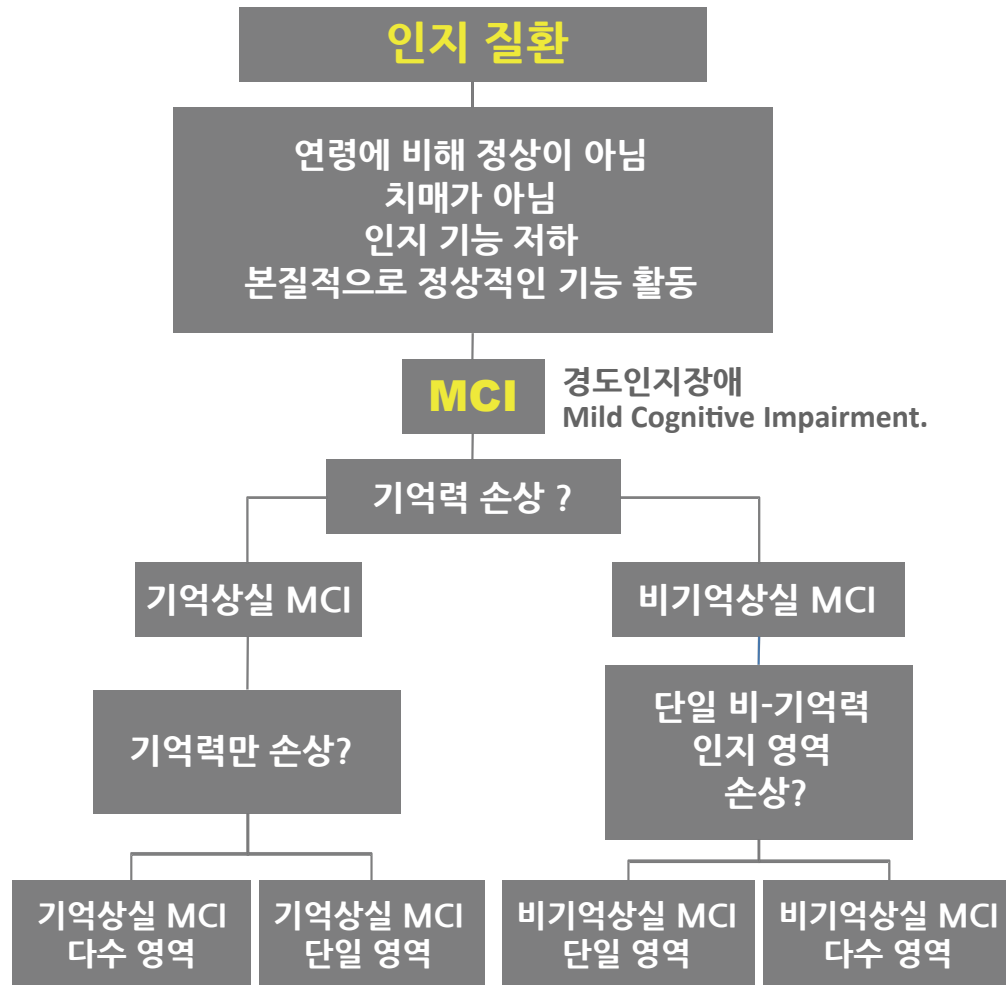 인지 질환
연령에 비해 정상이 아님
치매가 아님
인지 기능 저하
본질적으로 정상적인 기능 활동
MCI
경도인지장애
Mild Cognitive Impairment.
기억력 손상 ?
기억상실 MCI
비기억상실 MCI
기억력만 손상?
단일 비-기억력
인지 영역
손상?
기억상실 MCI
다수 영역
기억상실 MCI
단일 영역
비기억상실 MCI
단일 영역
비기억상실 MCI
다수 영역